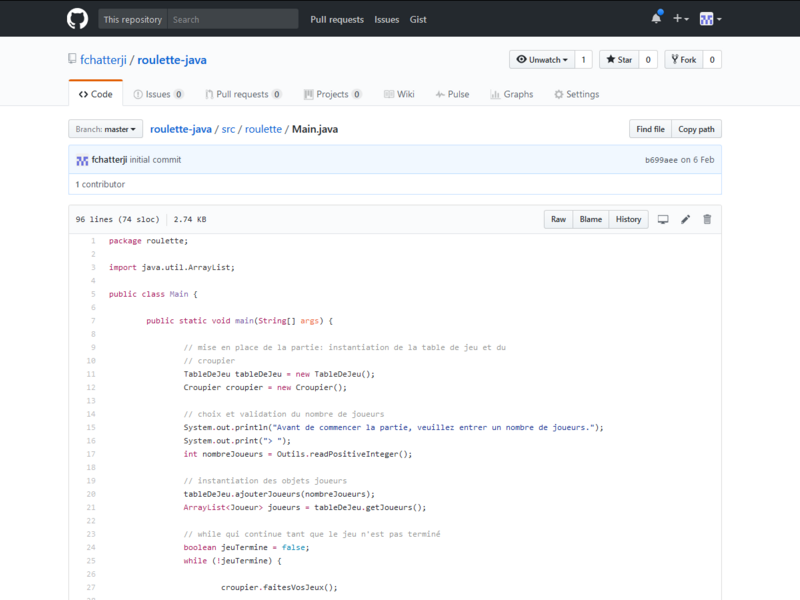 This repository Search Pull requests Issues Gist
fchatterji / roulette-java
Unwatch 1 Star 0 Fork 0
Code Issues 0 Pull requests 0 Projects 0 Wiki Pulse Graphs Settings
Branch: master roulette-java / src / roulette / Main.java Find file Copy path
fchatterji initial commit b699aee on 6 Feb
1 contributor
96 lines (74 sloc) 2.74 KB Raw Blame History
1 package roulette;
2
3 import java.util.ArrayList;
4
5 public class Main {
6
7 public static void main(String[] args) {
8
9 // mise en place de la partie: instantiation de la table de jeu et du
10 // croupier
11 TableDeJeu tableDeJeu = new TableDeJeu();
12 Croupier croupier = new Croupier();
13
14 // choix et validation du nombre de joueurs
15 System.out.println("Avant de commencer la partie, veuillez entrer un nombre de joueurs.");
16 System.out.print("> ");
17 int nombreJoueurs = Outils.readPositiveInteger();
18
19 // instantiation des objets joueurs
20 tableDeJeu.ajouterJoueurs(nombreJoueurs);
21 ArrayList<Joueur> joueurs = tableDeJeu.getJoueurs();
22
23 // while qui continue tant que le jeu n'est pas terminé
24 boolean jeuTermine = false;
25 while (!jeuTermine) {
26
27 croupier.faitesVosJeux();